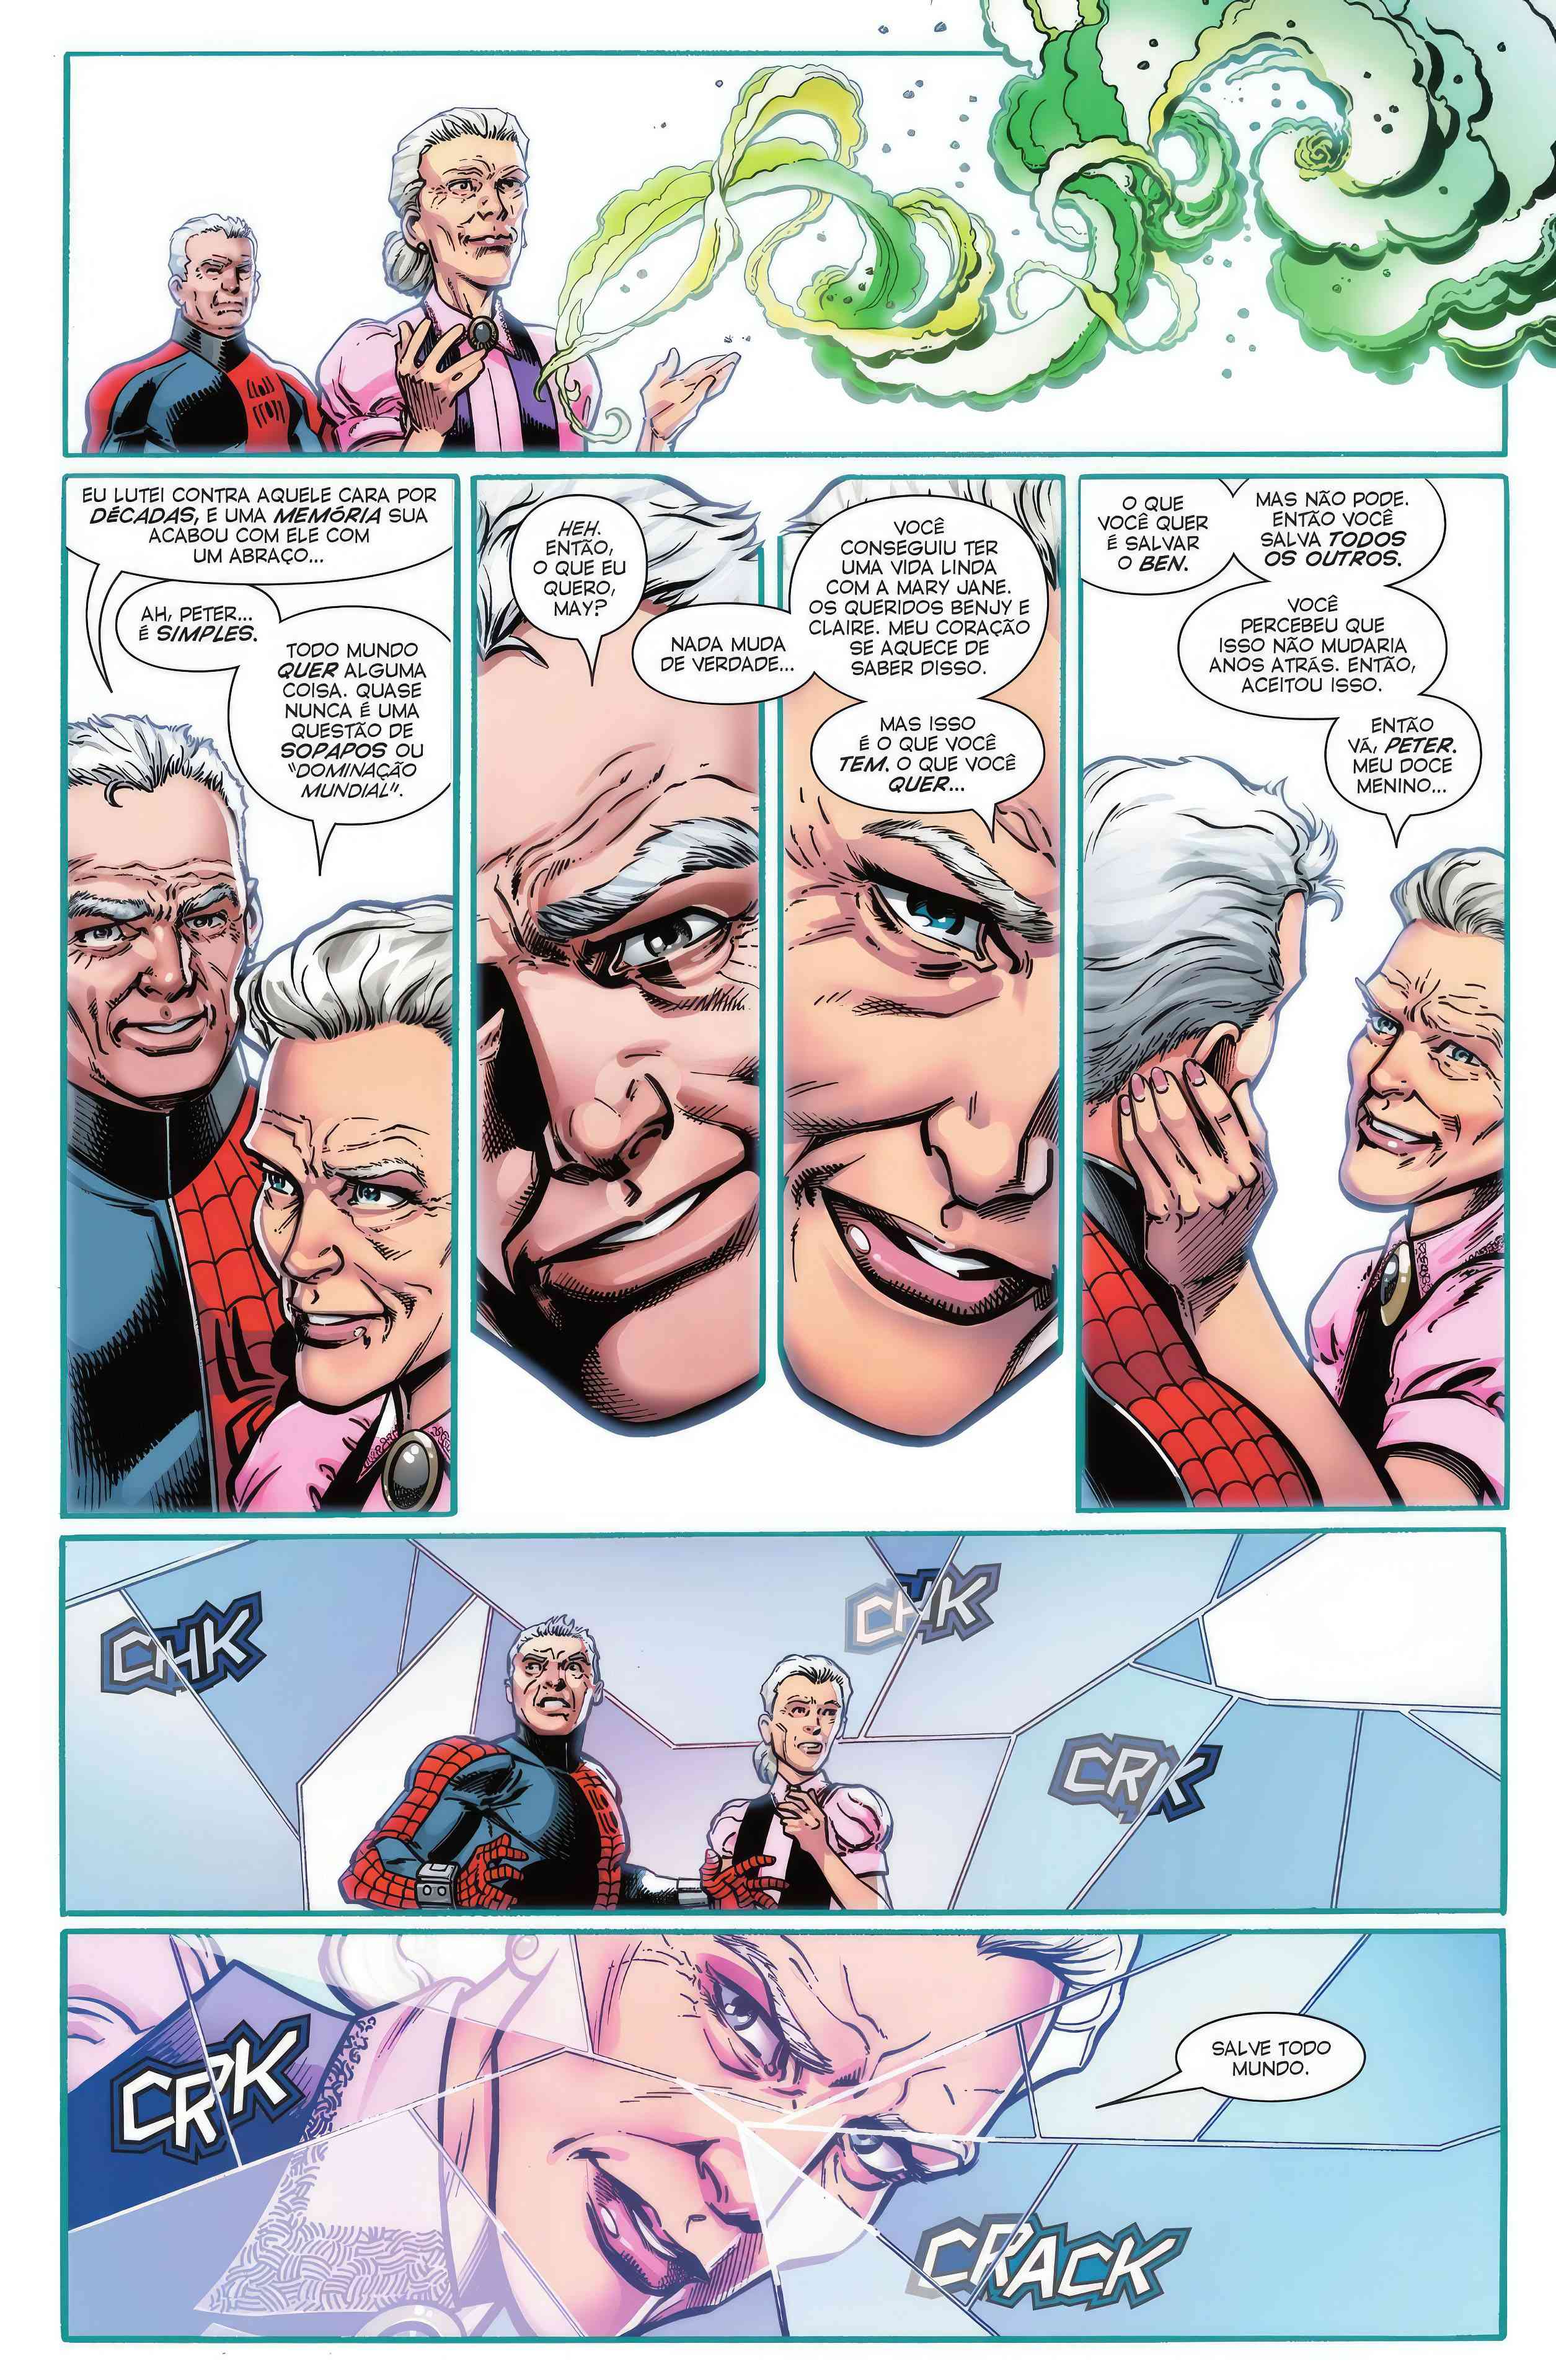 EU LUTEI CONTRA AQUELE CARA POR
DÉCADAS, E UMA MEMÓRIA SUA
ACABOU COM ELE COM
UM ABRAÇO...
AH, PETER...
É SIMPLES.
TODO MUNDO
QUER ALGUMA
COISA. QUASE
NUNCA É UMA
QUESTÃO DE
SOPAPOS OU
"DOMINAÇÃO
MUNDIAL".
HEH.
ENTÃO,
O QUE EU
QUERO,
MAY?
NADA MUDA
DE VERDADE...
VOCÊ
CONSEGUIU TER
UMA VIDA LINDA
COM A MARY JANE.
OS QUERIDOS BENJY E
CLAIRE. MEU CORAÇÃO
SE AQUECE DE
SABER DISSO.
MAS ISSO
É O QUE VOCÊ
TEM. O QUE VOCÊ
QUER...
O QUE
VOCÊ QUER
É SALVAR
O BEN.
MAS NÃO PODE.
ENTÃO VOCÊ
SALVA TODOS
OS OUTROS.
VOCÊ
PERCEBEU QUE
ISSO NÃO MUDARIA
ANOS ATRÁS. ENTÃO,
ACEITOU ISSO.
ENTÃO
VÁ, PETER.
MEU DOCE
MENINO...
CHK
CHK
CRK
CRK
SALVE TODO
MUNDO.
CRACK